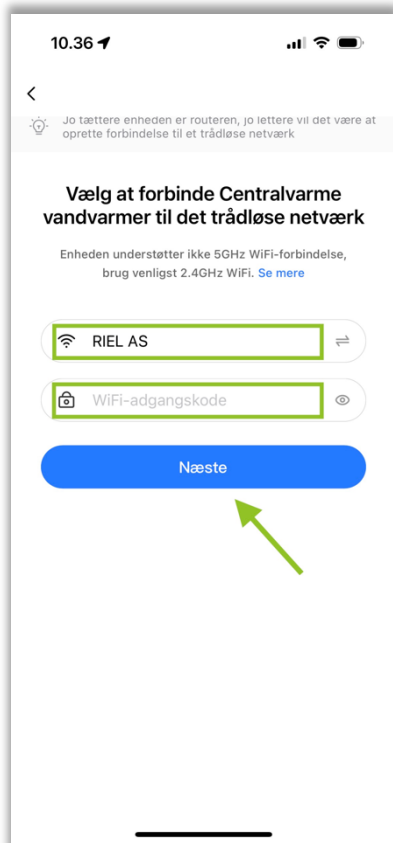 10.36
Jo tættere enheden er routeren, jo lettere vil det være at
oprette forbindelse til et trådløse netværk
Vælg at forbinde Centralvarme
vandvarmer til det trådløse netværk
Enheden understøtter ikke 5GHz WiFi-forbindelse,
brug venligst 2.4GHz WiFi. Se mere
RIEL AS
WiFi-adgangskode
Næste